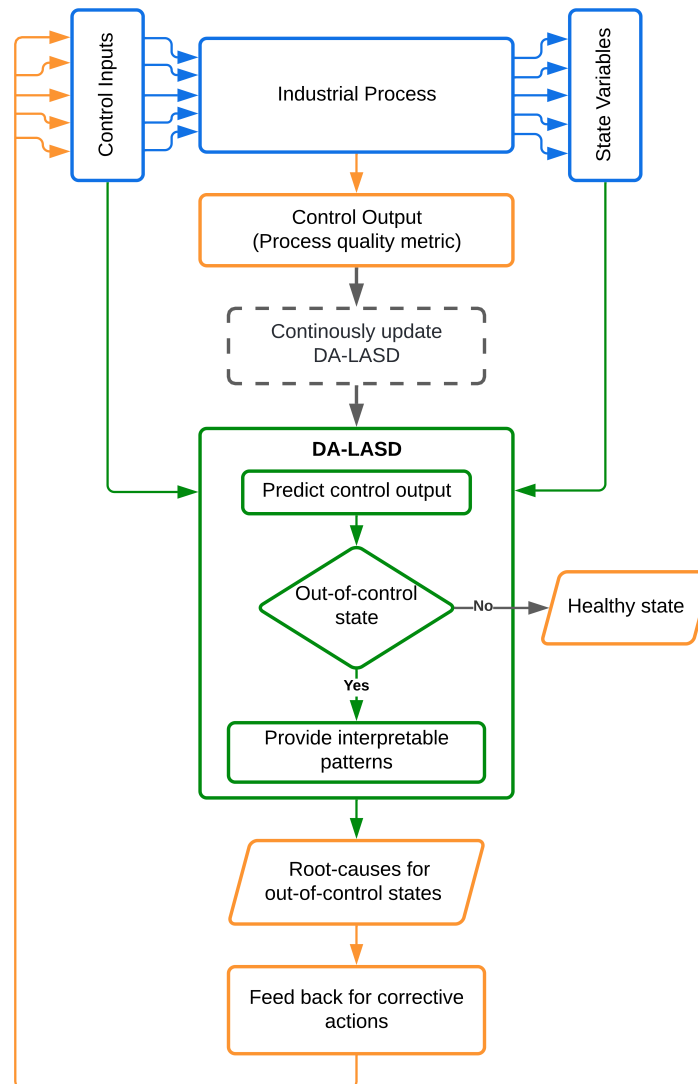 Control Inputs
Industrial Process
State Variables
Control Output
(Process quality metric)
Continously update
DA-LASD
DA-LASD
Predict control output
Out-of-control
state
No
Healthy state
Yes
Provide interpretable
patterns
Root-causes for
out-of-control states
Feed back for corrective
actions